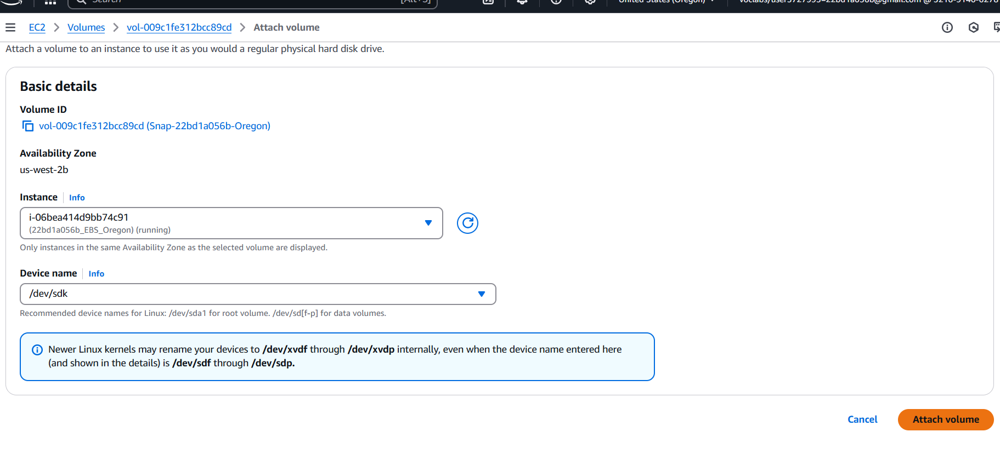 Search [Alt+S] United States (Oregon)
EC2 > Volumes > vol-009c1fe312bcc89cd > Attach volume
Attach a volume to an instance to use it as you would a regular physical hard disk drive.
Basic details
Volume ID
vol-009c1fe312bcc89cd (Snap-22bd1a056b-Oregon)
Availability Zone
us-west-2b
Instance | Info
i-06bea414d9bb74c91
(22bd1a056b_EBS_Oregon) (running)
Only instances in the same Availability Zone as the selected volume are displayed.
Device name | Info
/dev/sdk
Recommended device names for Linux: /dev/sda1 for root volume. /dev/sd[f-p] for data volumes.
Newer Linux kernels may rename your devices to /dev/xvdf through /dev/xvdp internally, even when the device name entered here
(and shown in the details) is /dev/sdf through /dev/sdp.
Cancel Attach volume